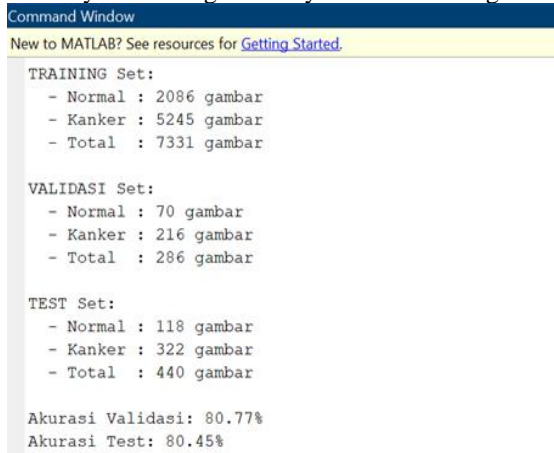 Command Window
New to MATLAB? See resources for Getting Started.
TRAINING Set:
- Normal : 2086 gambar
- Kanker : 5245 gambar
- Total : 7331 gambar
VALIDASI Set:
- Normal : 70 gambar
- Kanker : 216 gambar
- Total : 286 gambar
TEST Set:
- Normal : 118 gambar
- Kanker : 322 gambar
- Total : 440 gambar
Akurasi Validasi: 80.77%
Akurasi Test: 80.45%